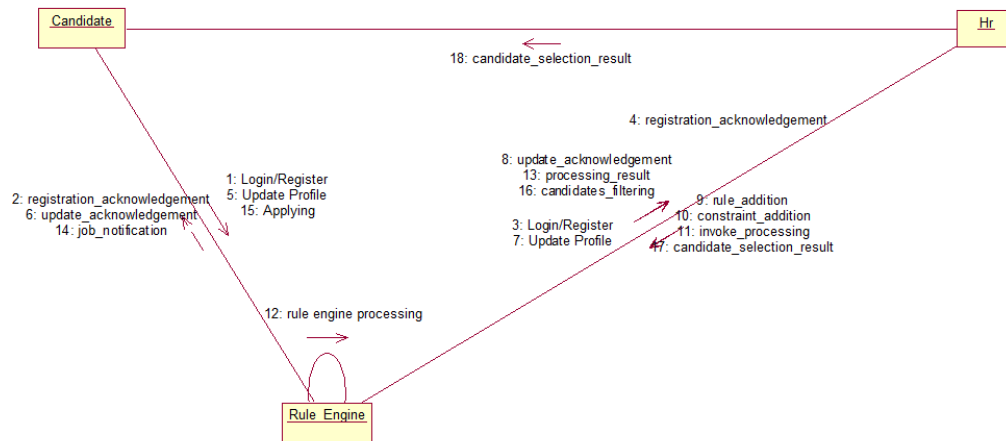 Candidate
Hr
18: candidate_selection_result
4: registration_acknowledgement
8: update_acknowledgement
13: processing_result
16: candidates_filtering
1: Login/Register
5: Update Profile
15: Applying
2: registration_acknowledgement
6: update_acknowledgement
14: job_notification
9: rule_addition
10: constraint_addition
11: invoke_processing
17: candidate_selection_result
3: Login/Register
7: Update Profile
12: rule engine processing
Rule_Engine